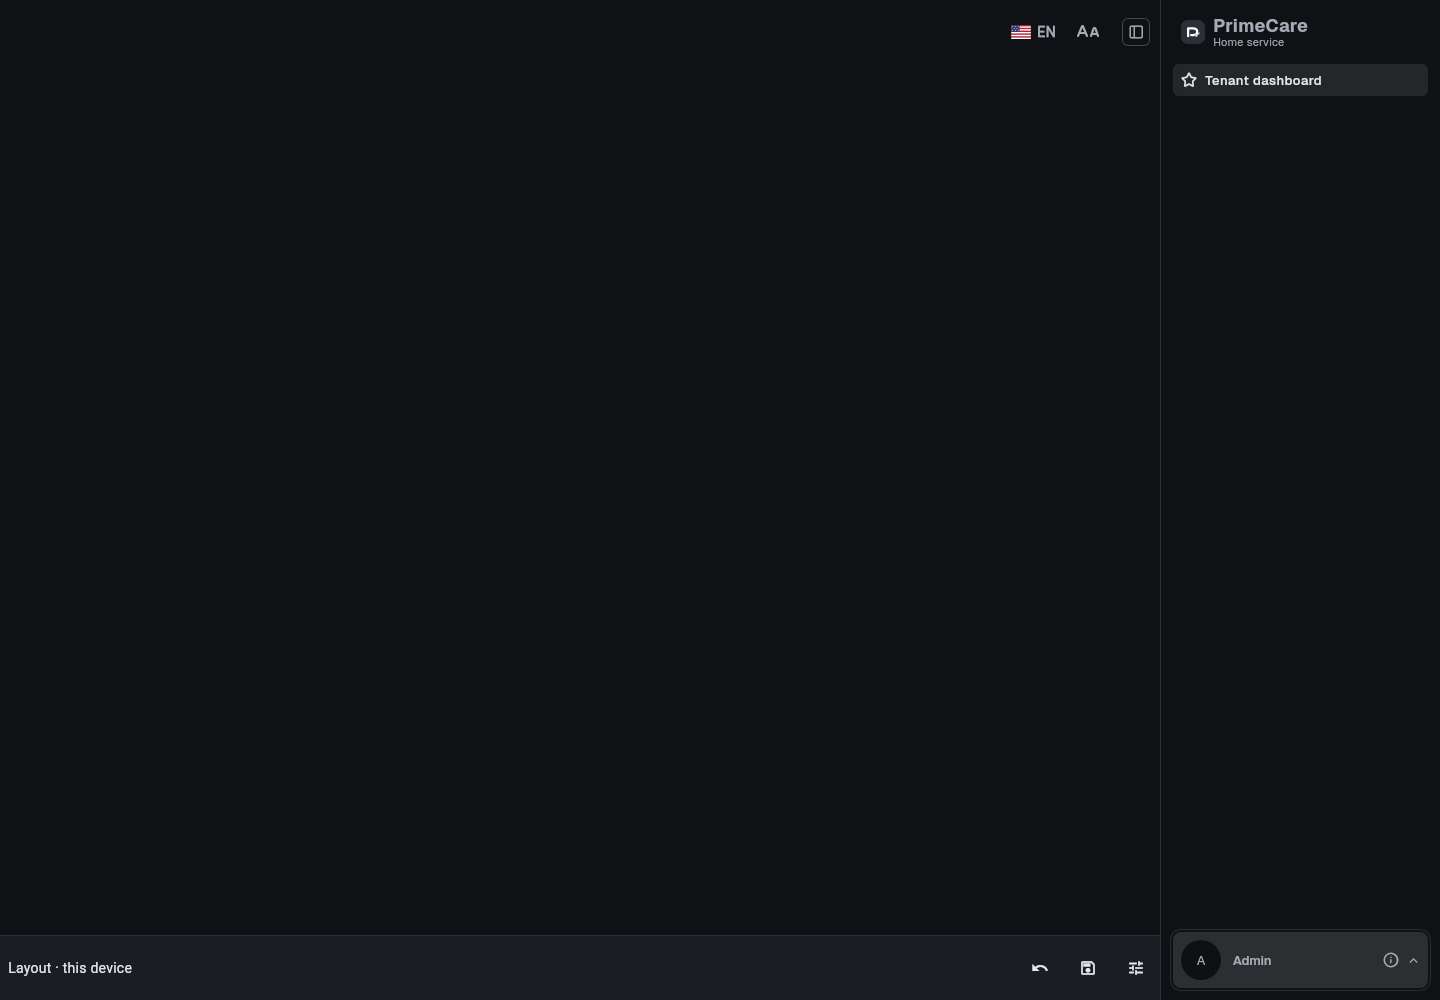 EN
AA
PrimeCare
Home service
Tenant dashboard
Layout · this device
A
Admin